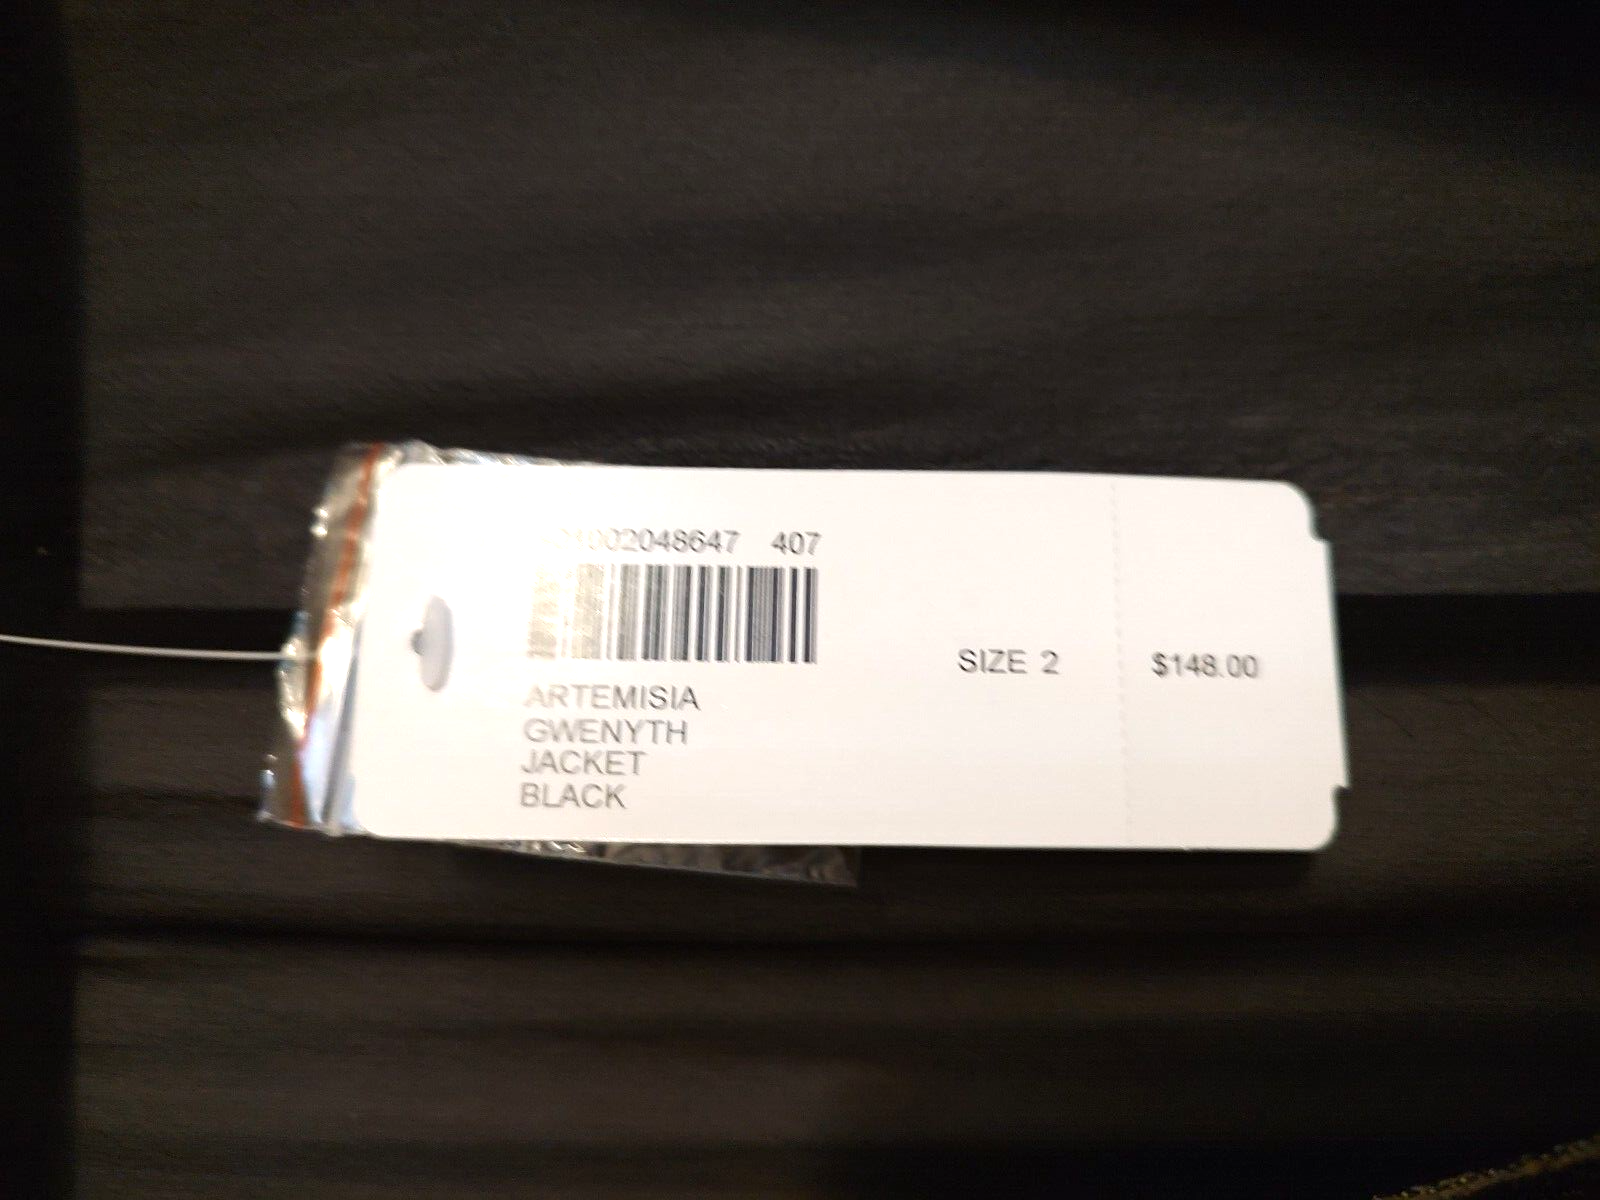 002048647 407
ARTEMISIA
GWENYTH
JACKET
BLACK
SIZE 2
$148.00